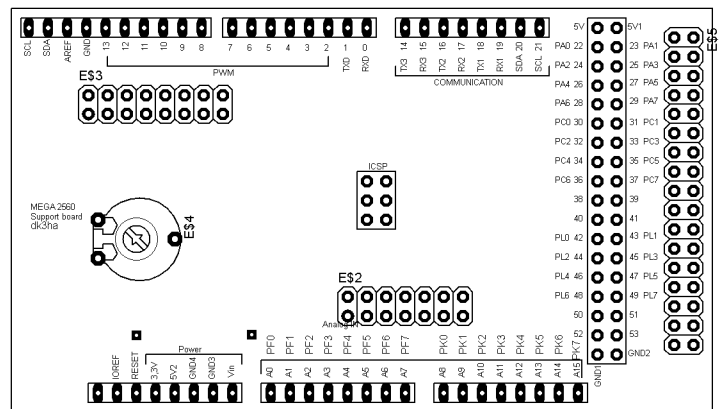 SCL SDA AREF GND 13 12 11 10 9 8 7 6 5 4 3 2 1 0 14 15 16 17 18 19 20 21
TXD RXD TX3 RX3 TX2 RX2 TX1 RX1 SDA SCL
PWM
COMMUNICATION
5V 5V1
PA0 22 23 PA1
PA2 24 25 PA3
PA4 26 27 PA5
PA6 28 29 PA7
PC0 30 31 PC1
PC2 32 33 PC3
PC4 34 35 PC5
PC6 36 37 PC7
38 39
40 41
PL0 42 43 PL1
PL2 44 45 PL3
PL4 46 47 PL5
PL6 48 49 PL7
50 51
52 53
GND1 GND2
E$5
E$3
ICSP
MEGA 2560
Support board
dk3ha
E$4
E$2
Analog IN
PF0 PF1 PF2 PF3 PF4 PF5 PF6 PF7 PK0 PK1 PK2 PK3 PK4 PK5 PK6 PK7
Power
IOREF RESET 3,3V 5V2 GND4 GND3 Vin
A0 A1 A2 A3 A4 A5 A6 A7 A8 A9 A10 A11 A12 A13 A14 A15